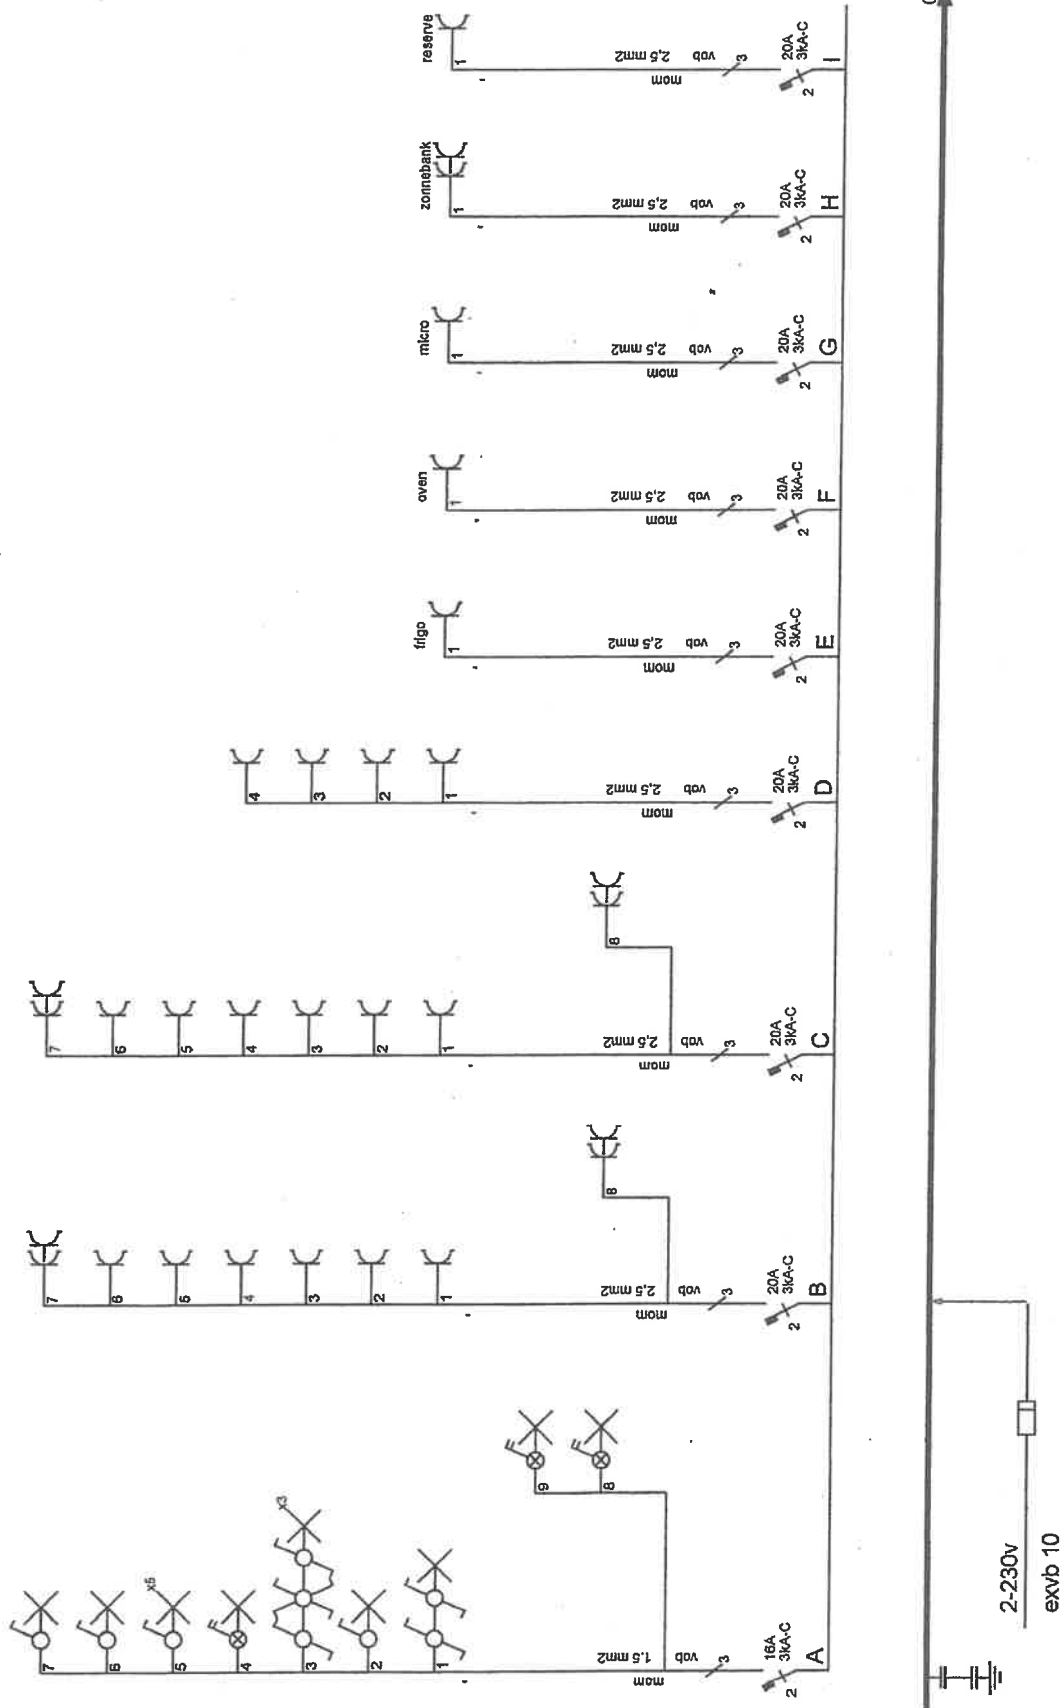 reserve
1
mom
2,5 mm2 vob
3
20A
3kA-C
2
I
zonnebank
1
mom
2,5 mm2 vob
3
20A
3kA-C
2
H
micro
1
mom
2,5 mm2 vob
3
20A
3kA-C
2
G
oven
1
mom
2,5 mm2 vob
3
20A
3kA-C
2
F
frigo
1
mom
2,5 mm2 vob
3
20A
3kA-C
2
E
4
3
2
1
mom
2,5 mm2 vob
3
20A
3kA-C
2
D
7
6
5
4
3
2
1
8
mom
2,5 mm2 vob
3
20A
3kA-C
2
C
7
6
5
4
3
2
1
8
mom
2,5 mm2 vob
3
20A
3kA-C
2
B
7
6
x5
5
4
x3
3
2
1
9
8
mom
1,5 mm2 vob
3
16A
3kA-C
2
A
2-230v
exvb 10